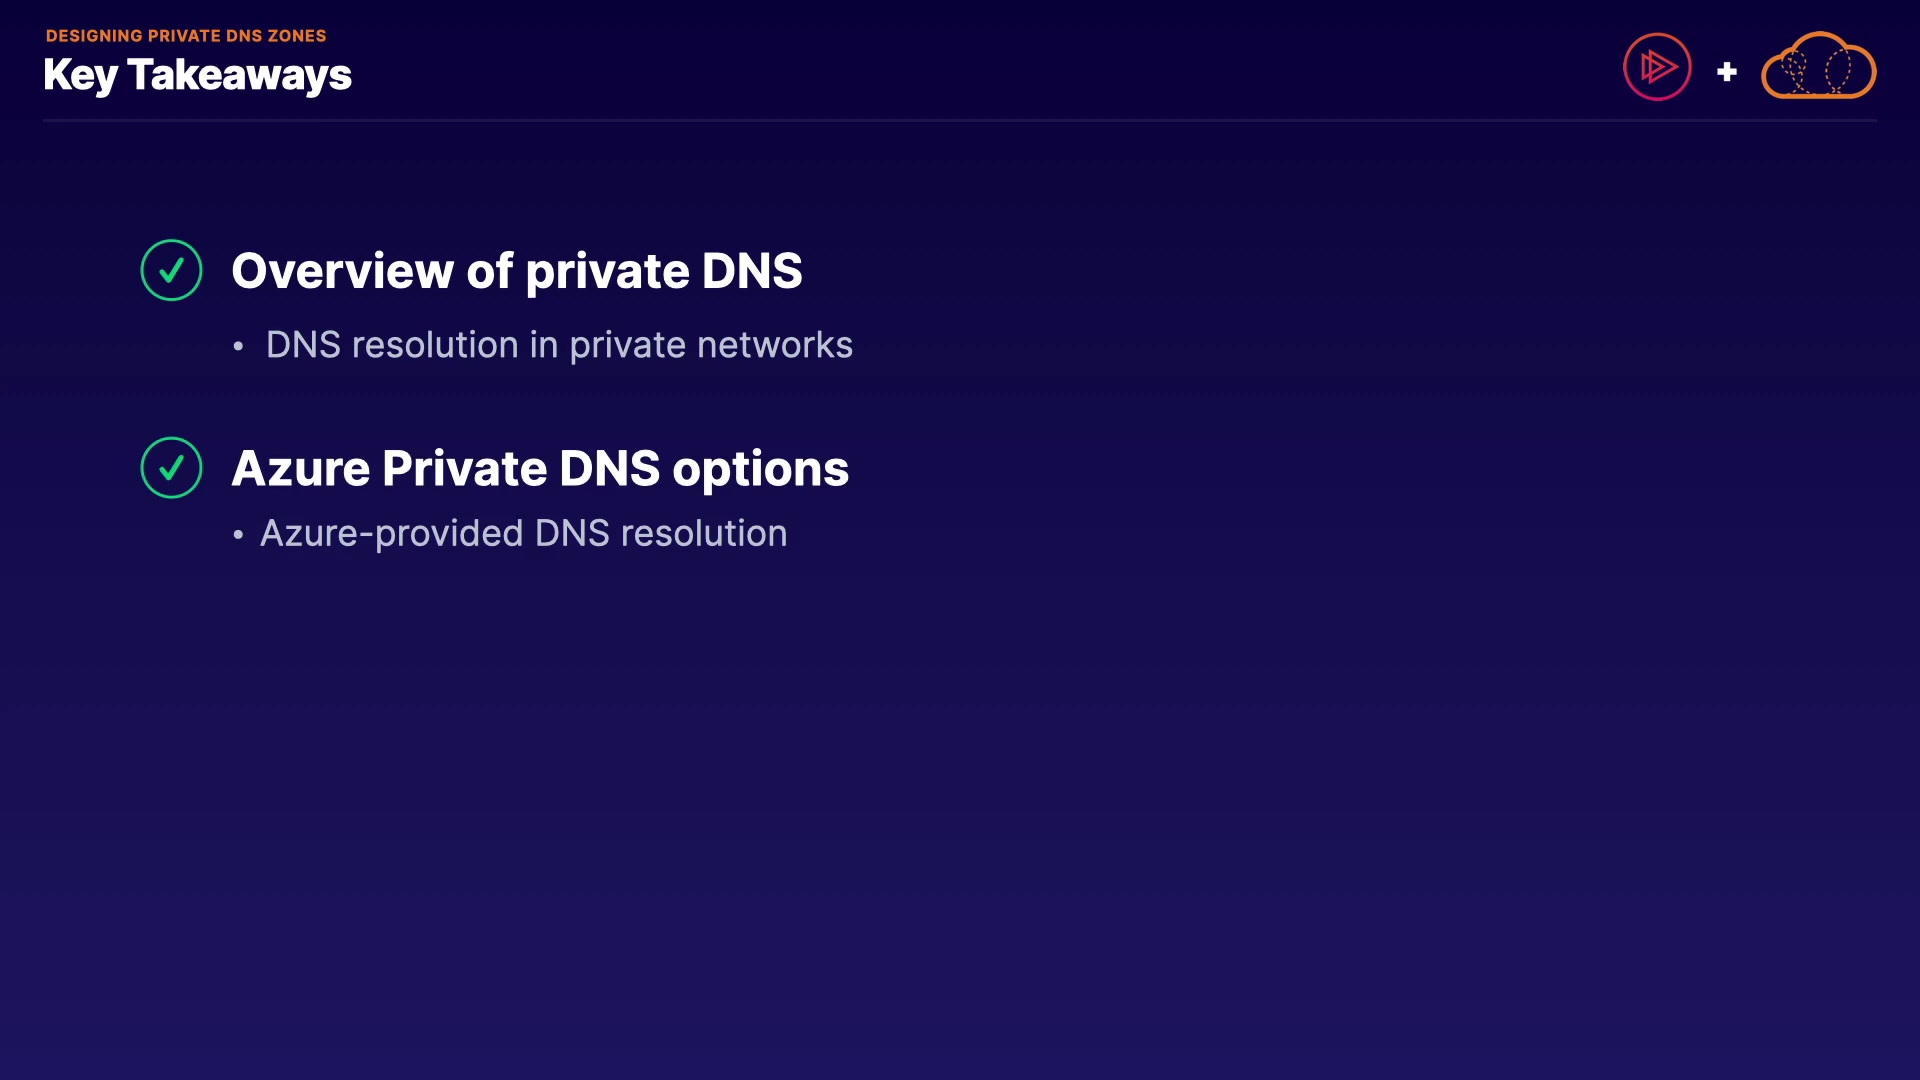 DESIGNING PRIVATE DNS ZONES
Key Takeaways
Overview of private DNS
• DNS resolution in private networks
Azure Private DNS options
• Azure-provided DNS resolution